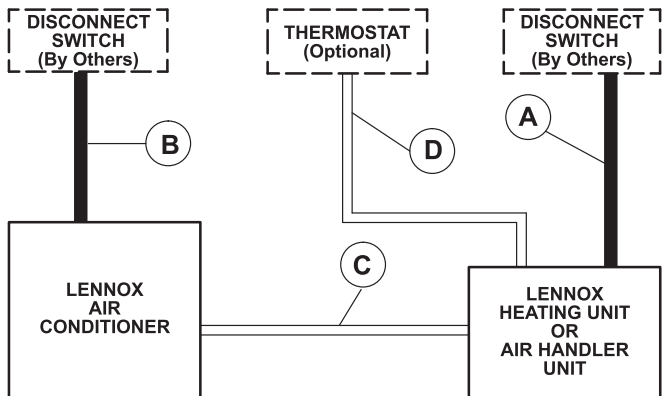 DISCONNECT
SWITCH
(By Others)
THERMOSTAT
(Optional)
DISCONNECT
SWITCH
(By Others)
A
B
D
C
LENNOX
AIR
CONDITIONER
LENNOX
HEATING UNIT
OR
AIR HANDLER
UNIT